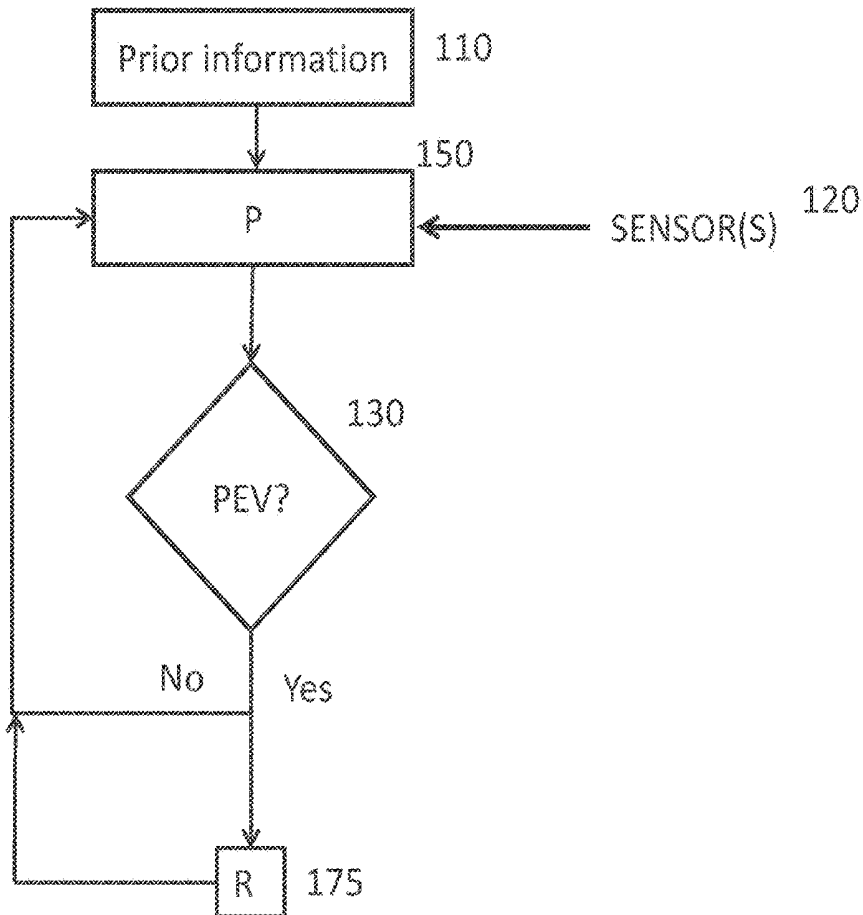 Prior information
110
150
P
120
SENSOR(S)
130
PEV?
No
Yes
R
175